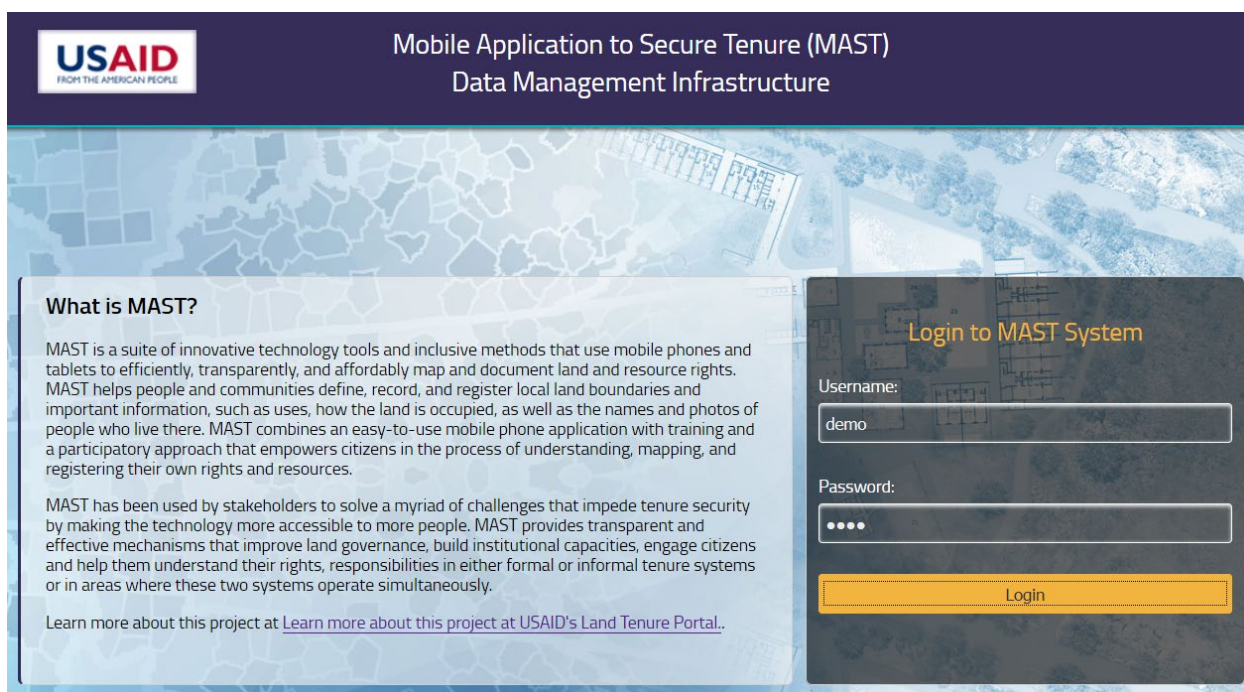 USAID
FROM THE AMERICAN PEOPLE
Mobile Application to Secure Tenure (MAST)
Data Management Infrastructure
What is MAST?
MAST is a suite of innovative technology tools and inclusive methods that use mobile phones and
tablets to efficiently, transparently, and affordably map and document land and resource rights.
MAST helps people and communities define, record, and register local land boundaries and
important information, such as uses, how the land is occupied, as well as the names and photos of
people who live there. MAST combines an easy-to-use mobile phone application with training and
a participatory approach that empowers citizens in the process of understanding, mapping, and
registering their own rights and resources.
MAST has been used by stakeholders to solve a myriad of challenges that impede tenure security
by making the technology more accessible to more people. MAST provides transparent and
effective mechanisms that improve land governance, build institutional capacities, engage citizens
and help them understand their rights, responsibilities in either formal or informal tenure systems
or in areas where these two systems operate simultaneously.
Learn more about this project at Learn more about this project at USAID's Land Tenure Portal..
Login to MAST System
Username:
demo
Password:
••••
Login